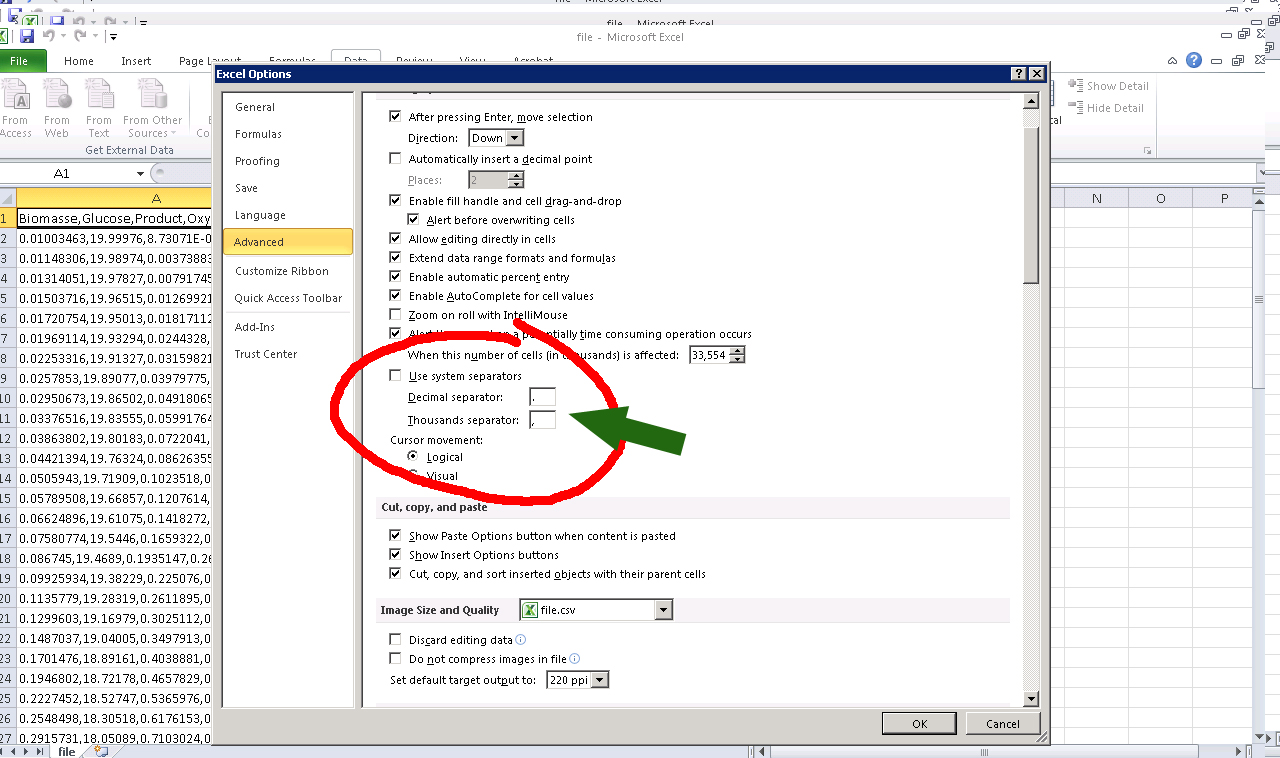 file - Microsoft Excel
file - Microsoft Excel
File Home Insert Page Layout Formulas Data Review View Acrobat
Excel Options
From Access
From Web
From Text
From Other Sources
Get External Data
Show Detail
Hide Detail
A1
A N O P
General
Formulas
Proofing
Save
Language
Advanced
Customize Ribbon
Quick Access Toolbar
Add-Ins
Trust Center
After pressing Enter, move selection
Direction: Down
Automatically insert a decimal point
Places: 2
Enable fill handle and cell drag-and-drop
Alert before overwriting cells
Allow editing directly in cells
Extend data range formats and formulas
Enable automatic percent entry
Enable AutoComplete for cell values
Zoom on roll with IntelliMouse
potentially time consuming operation occurs
When this number of cells (in thousands) is affected: 33,554
Use system separators
Decimal separator: .
Thousands separator: ,
Cursor movement:
Logical
Visual
Cut, copy, and paste
Show Paste Options button when content is pasted
Show Insert Options buttons
Cut, copy, and sort inserted objects with their parent cells
Image Size and Quality file.csv
Discard editing data
Do not compress images in file
Set default target output to: 220 ppi
OK Cancel
1 Biomasse,Glucose,Product,Oxy
2 0.01003463,19.99976,8.73071E-0
3 0.01148306,19.98974,0.00373883
4 0.01314051,19.97827,0.00791745
5 0.01503716,19.96515,0.01269921
6 0.01720754,19.95013,0.01817112
7 0.01969114,19.93294,0.0244328,
8 0.02253316,19.91327,0.03159821
9 0.0257853,19.89077,0.03979775,
10 0.02950673,19.86502,0.04918065
11 0.03376516,19.83555,0.05991764
12 0.03863802,19.80183,0.0722041,
13 0.04421394,19.76324,0.08626355
14 0.0505943,19.71909,0.1023518,0
15 0.05789508,19.66857,0.1207614,
16 0.06624896,19.61075,0.1418272,
17 0.07580774,19.5446,0.1659322,0
18 0.086745,19.4689,0.1935147,0.26
19 0.09925934,19.38229,0.225076,0
20 0.1135779,19.28319,0.2611895,0
21 0.1299603,19.16979,0.3025112,0
22 0.1487037,19.04005,0.3497913,0
23 0.1701476,18.89161,0.4038881,0
24 0.1946802,18.72178,0.4657829,0
25 0.2227452,18.52747,0.5365976,0
26 0.2548498,18.30518,0.6176153,0
27 0.2915731,18.05089,0.7103024,0
file